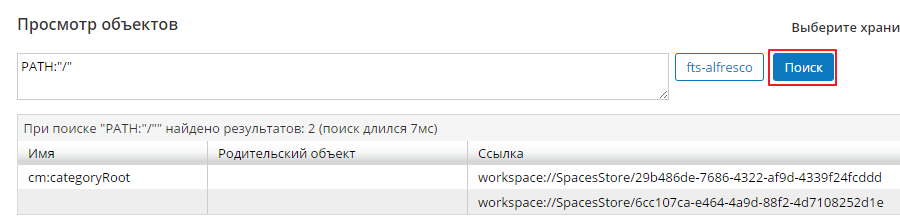 Просмотр объектов
Выберите храни
PATH:"/"
fts-alfresco
Поиск
При поиске "PATH:"/"" найдено результатов: 2 (поиск длился 7мс)
Имя Родительский объект Ссылка
cm:categoryRoot workspace://SpacesStore/29b486de-7686-4322-af9d-4339f24fcddd
workspace://SpacesStore/6cc107ca-e464-4a9d-88f2-4d7108252d1e